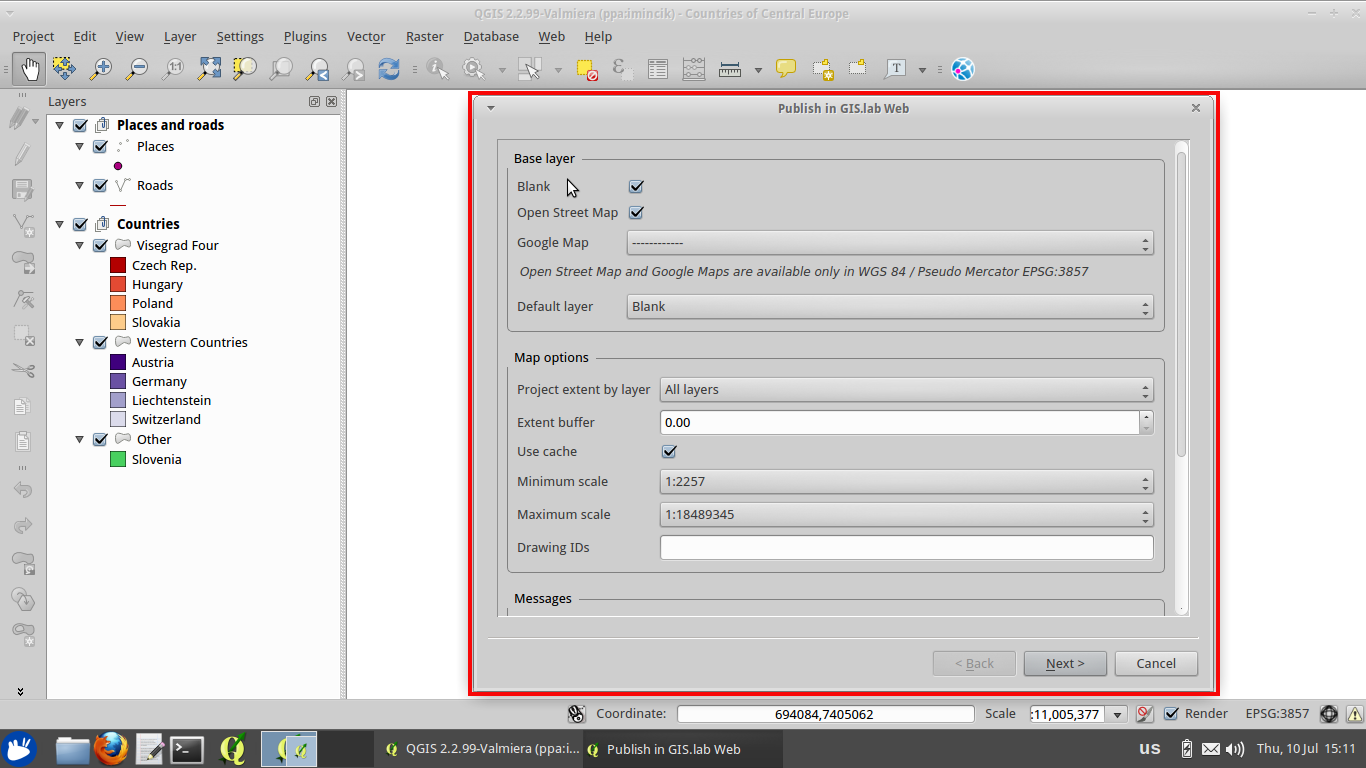 QGIS 2.2.99-Valmiera (ppa:imincik) - Countries of Central Europe
Project Edit View Layer Settings Plugins Vector Raster Database Web Help
1:1
T
Layers
Places and roads
Places
Roads
Countries
Visegrad Four
Czech Rep.
Hungary
Poland
Slovakia
Western Countries
Austria
Germany
Liechtenstein
Switzerland
Other
Slovenia
Publish in GIS.lab Web
Base layer
Blank
Open Street Map
Google Map ------------
Open Street Map and Google Maps are available only in WGS 84 / Pseudo Mercator EPSG:3857
Default layer Blank
Map options
Project extent by layer All layers
Extent buffer 0.00
Use cache
Minimum scale 1:2257
Maximum scale 1:18489345
Drawing IDs
Messages
< Back Next > Cancel
Coordinate: 694084,7405062 Scale :11,005,377 Render EPSG:3857
QGIS 2.2.99-Valmiera (ppa:i... Publish in GIS.lab Web us Thu, 10 Jul 15:11